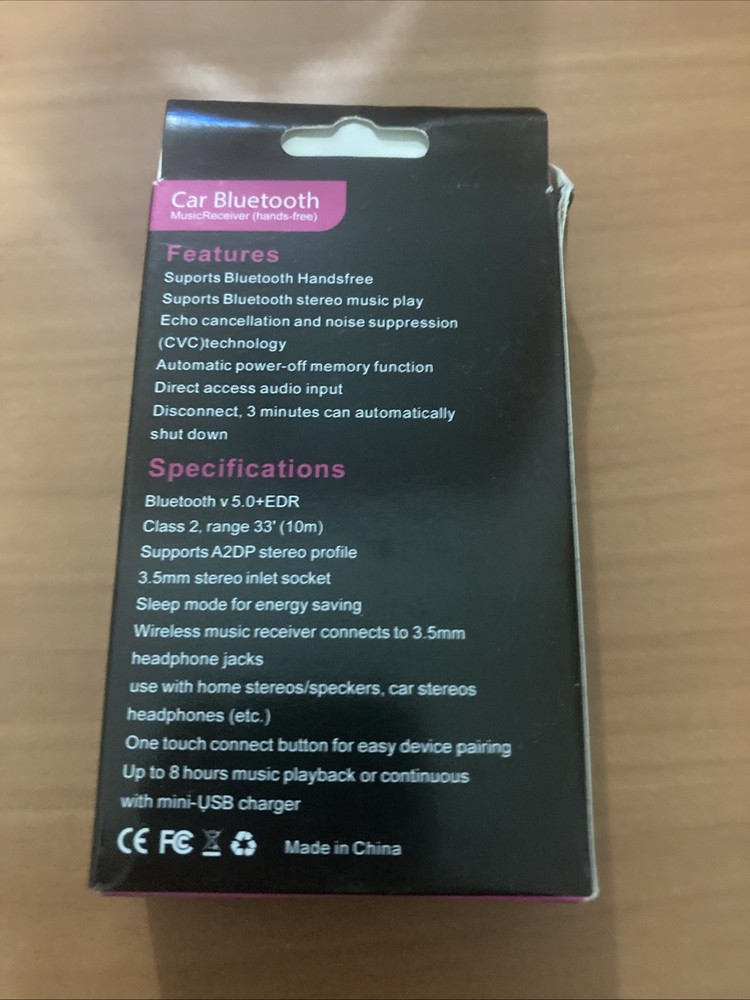 Car Bluetooth
MusicReceiver (hands-free)
Features
Suports Bluetooth Handsfree
Suports Bluetooth stereo music play
Echo cancellation and noise suppression
(CVC)technology
Automatic power-off memory function
Direct access audio input
Disconnect, 3 minutes can automatically
shut down
Specifications
Bluetooth v 5.0+EDR
Class 2, range 33' (10m)
Supports A2DP stereo profile
3.5mm stereo inlet socket
Sleep mode for energy saving
Wireless music receiver connects to 3.5mm
headphone jacks
use with home stereos/speckers, car stereos
headphones (etc.)
One touch connect button for easy device pairing
Up to 8 hours music playback or continuous
with mini-USB charger
CE FC Made in China